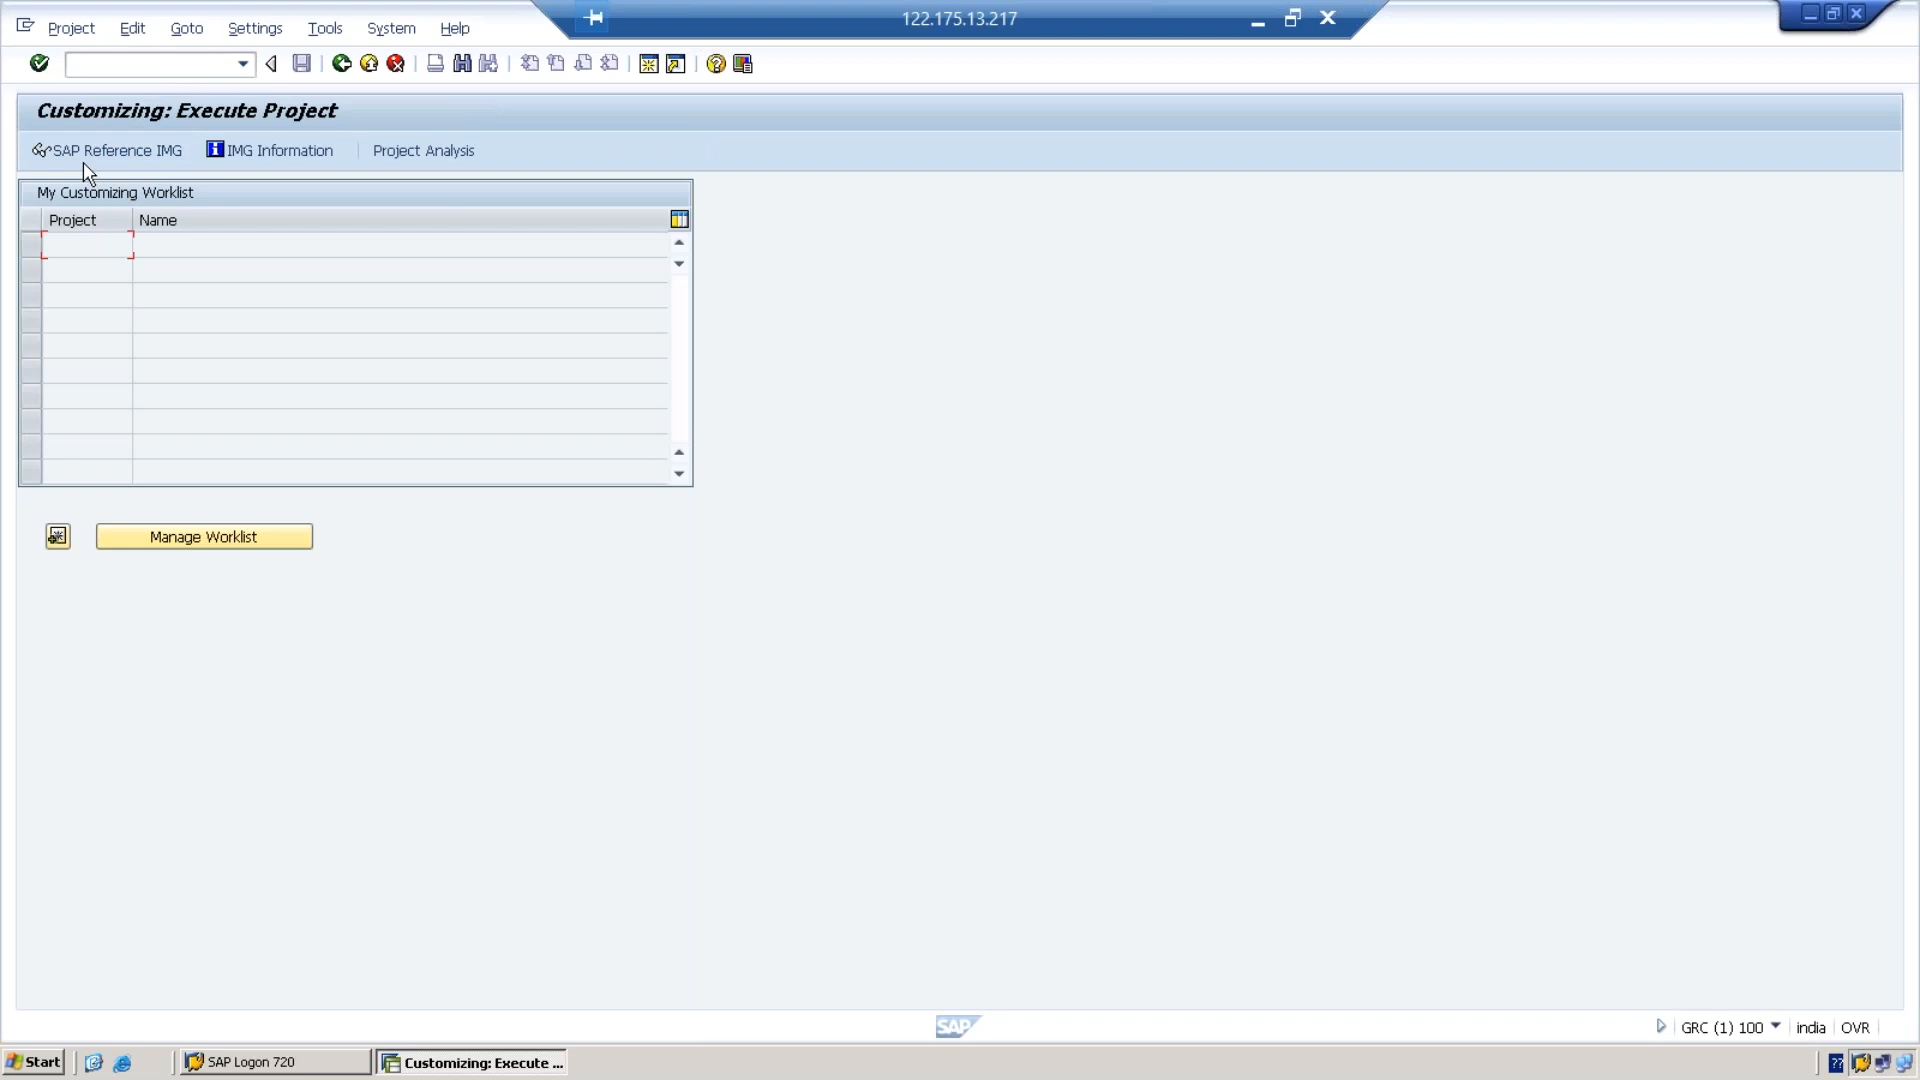 122.175.13.217
Project Edit Goto Settings Tools System Help
Customizing: Execute Project
SAP Reference IMG IMG Information Project Analysis
My Customizing Worklist
Project Name
Manage Worklist
SAP
GRC (1) 100 india OVR
Start SAP Logon 720 Customizing: Execute ... ??